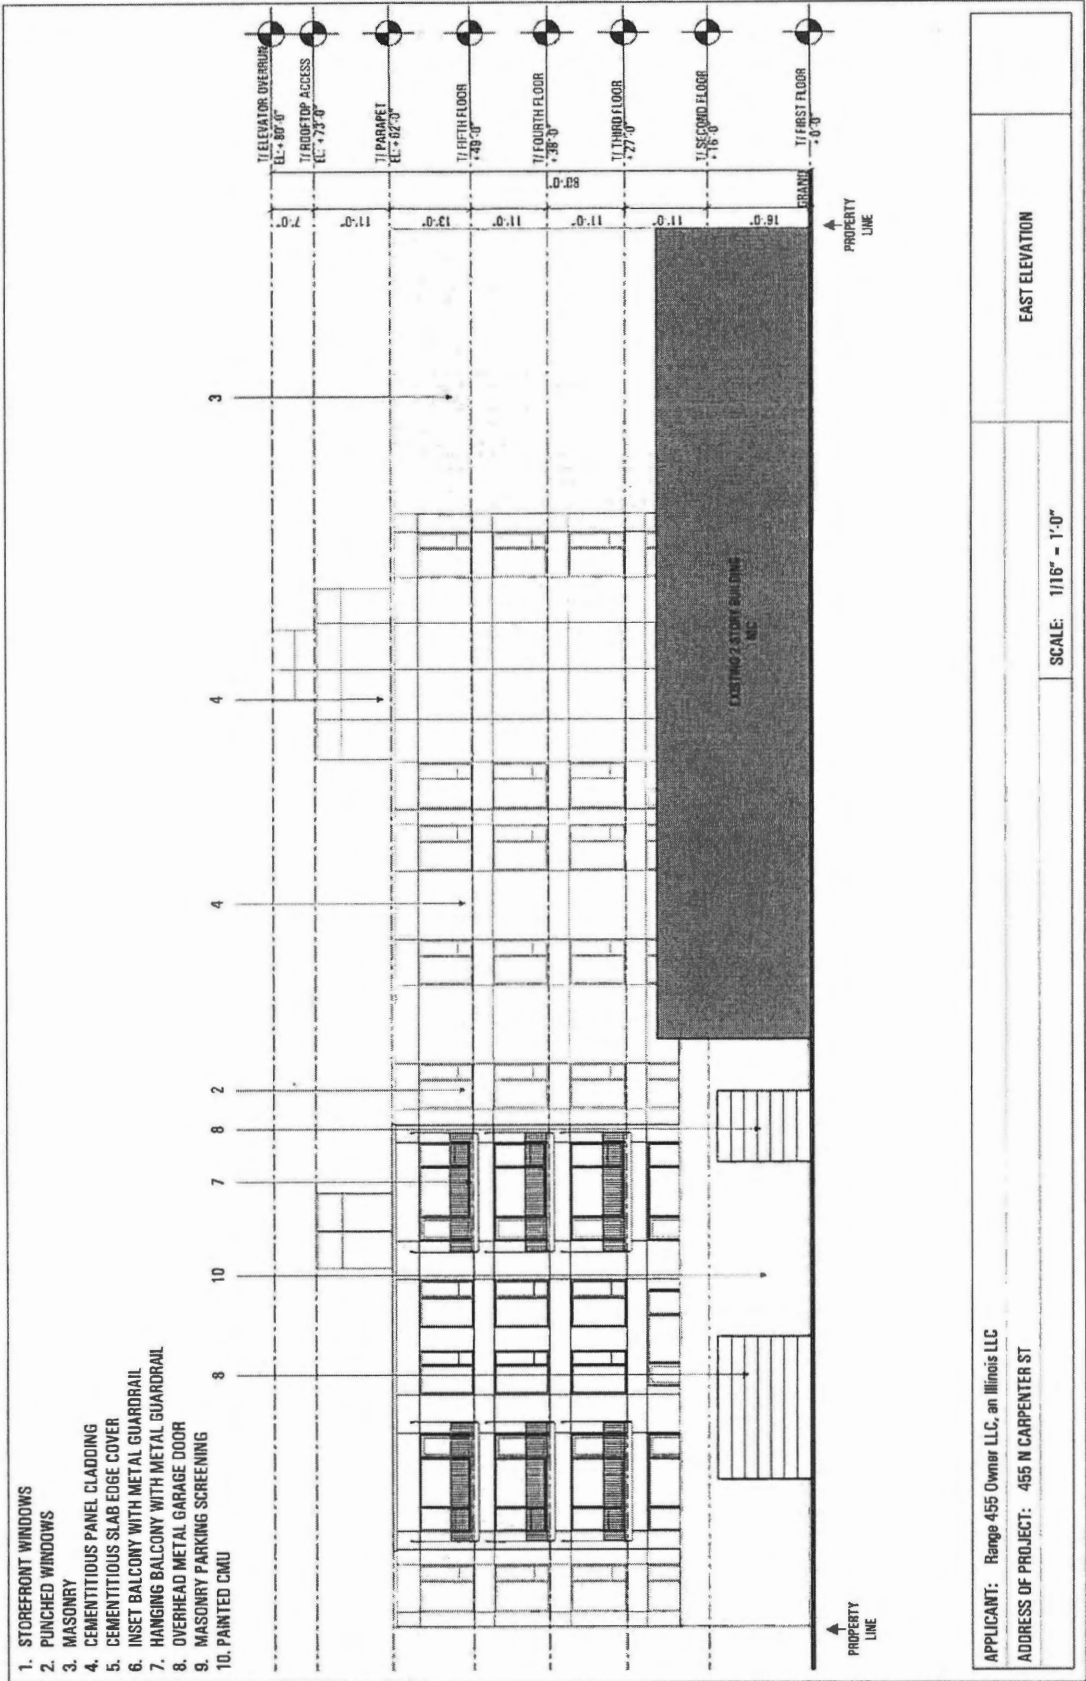 1. STOREFRONT WINDOWS
2. PUNCHED WINDOWS
3. MASONRY
4. CEMENTITIOUS PANEL CLADDING
5. CEMENTITIOUS SLAB EDGE COVER
6. INSET BALCONY WITH METAL GUARDRAIL
7. HANGING BALCONY WITH METAL GUARDRAIL
8. OVERHEAD METAL GARAGE DOOR
9. MASONRY PARKING SCREENING
10. PAINTED CMU
8
10
7
8
2
4
4
3
T/ ELEVATOR OVERRUN
EL: +80'-0"
T/ ROOFTOP ACCESS
EL: +73'-0"
T/ PARAPET
EL: +62'-0"
T/ FIFTH FLOOR
+49'-0"
T/ FOURTH FLOOR
+38'-0"
T/ THIRD FLOOR
+27'-0"
T/ SECOND FLOOR
+16'-0"
T/ FIRST FLOOR
+0'-0"
7'-0"
11'-0"
13'-0"
11'-0"
11'-0"
11'-0"
16'-0"
80'-0"
GRAND
EXISTING 2 STORY BUILDING
NIC
PROPERTY
LINE
PROPERTY
LINE
APPLICANT: Range 455 Owner LLC, an Illinois LLC
ADDRESS OF PROJECT: 455 N CARPENTER ST
SCALE: 1/16" = 1'-0"
EAST ELEVATION